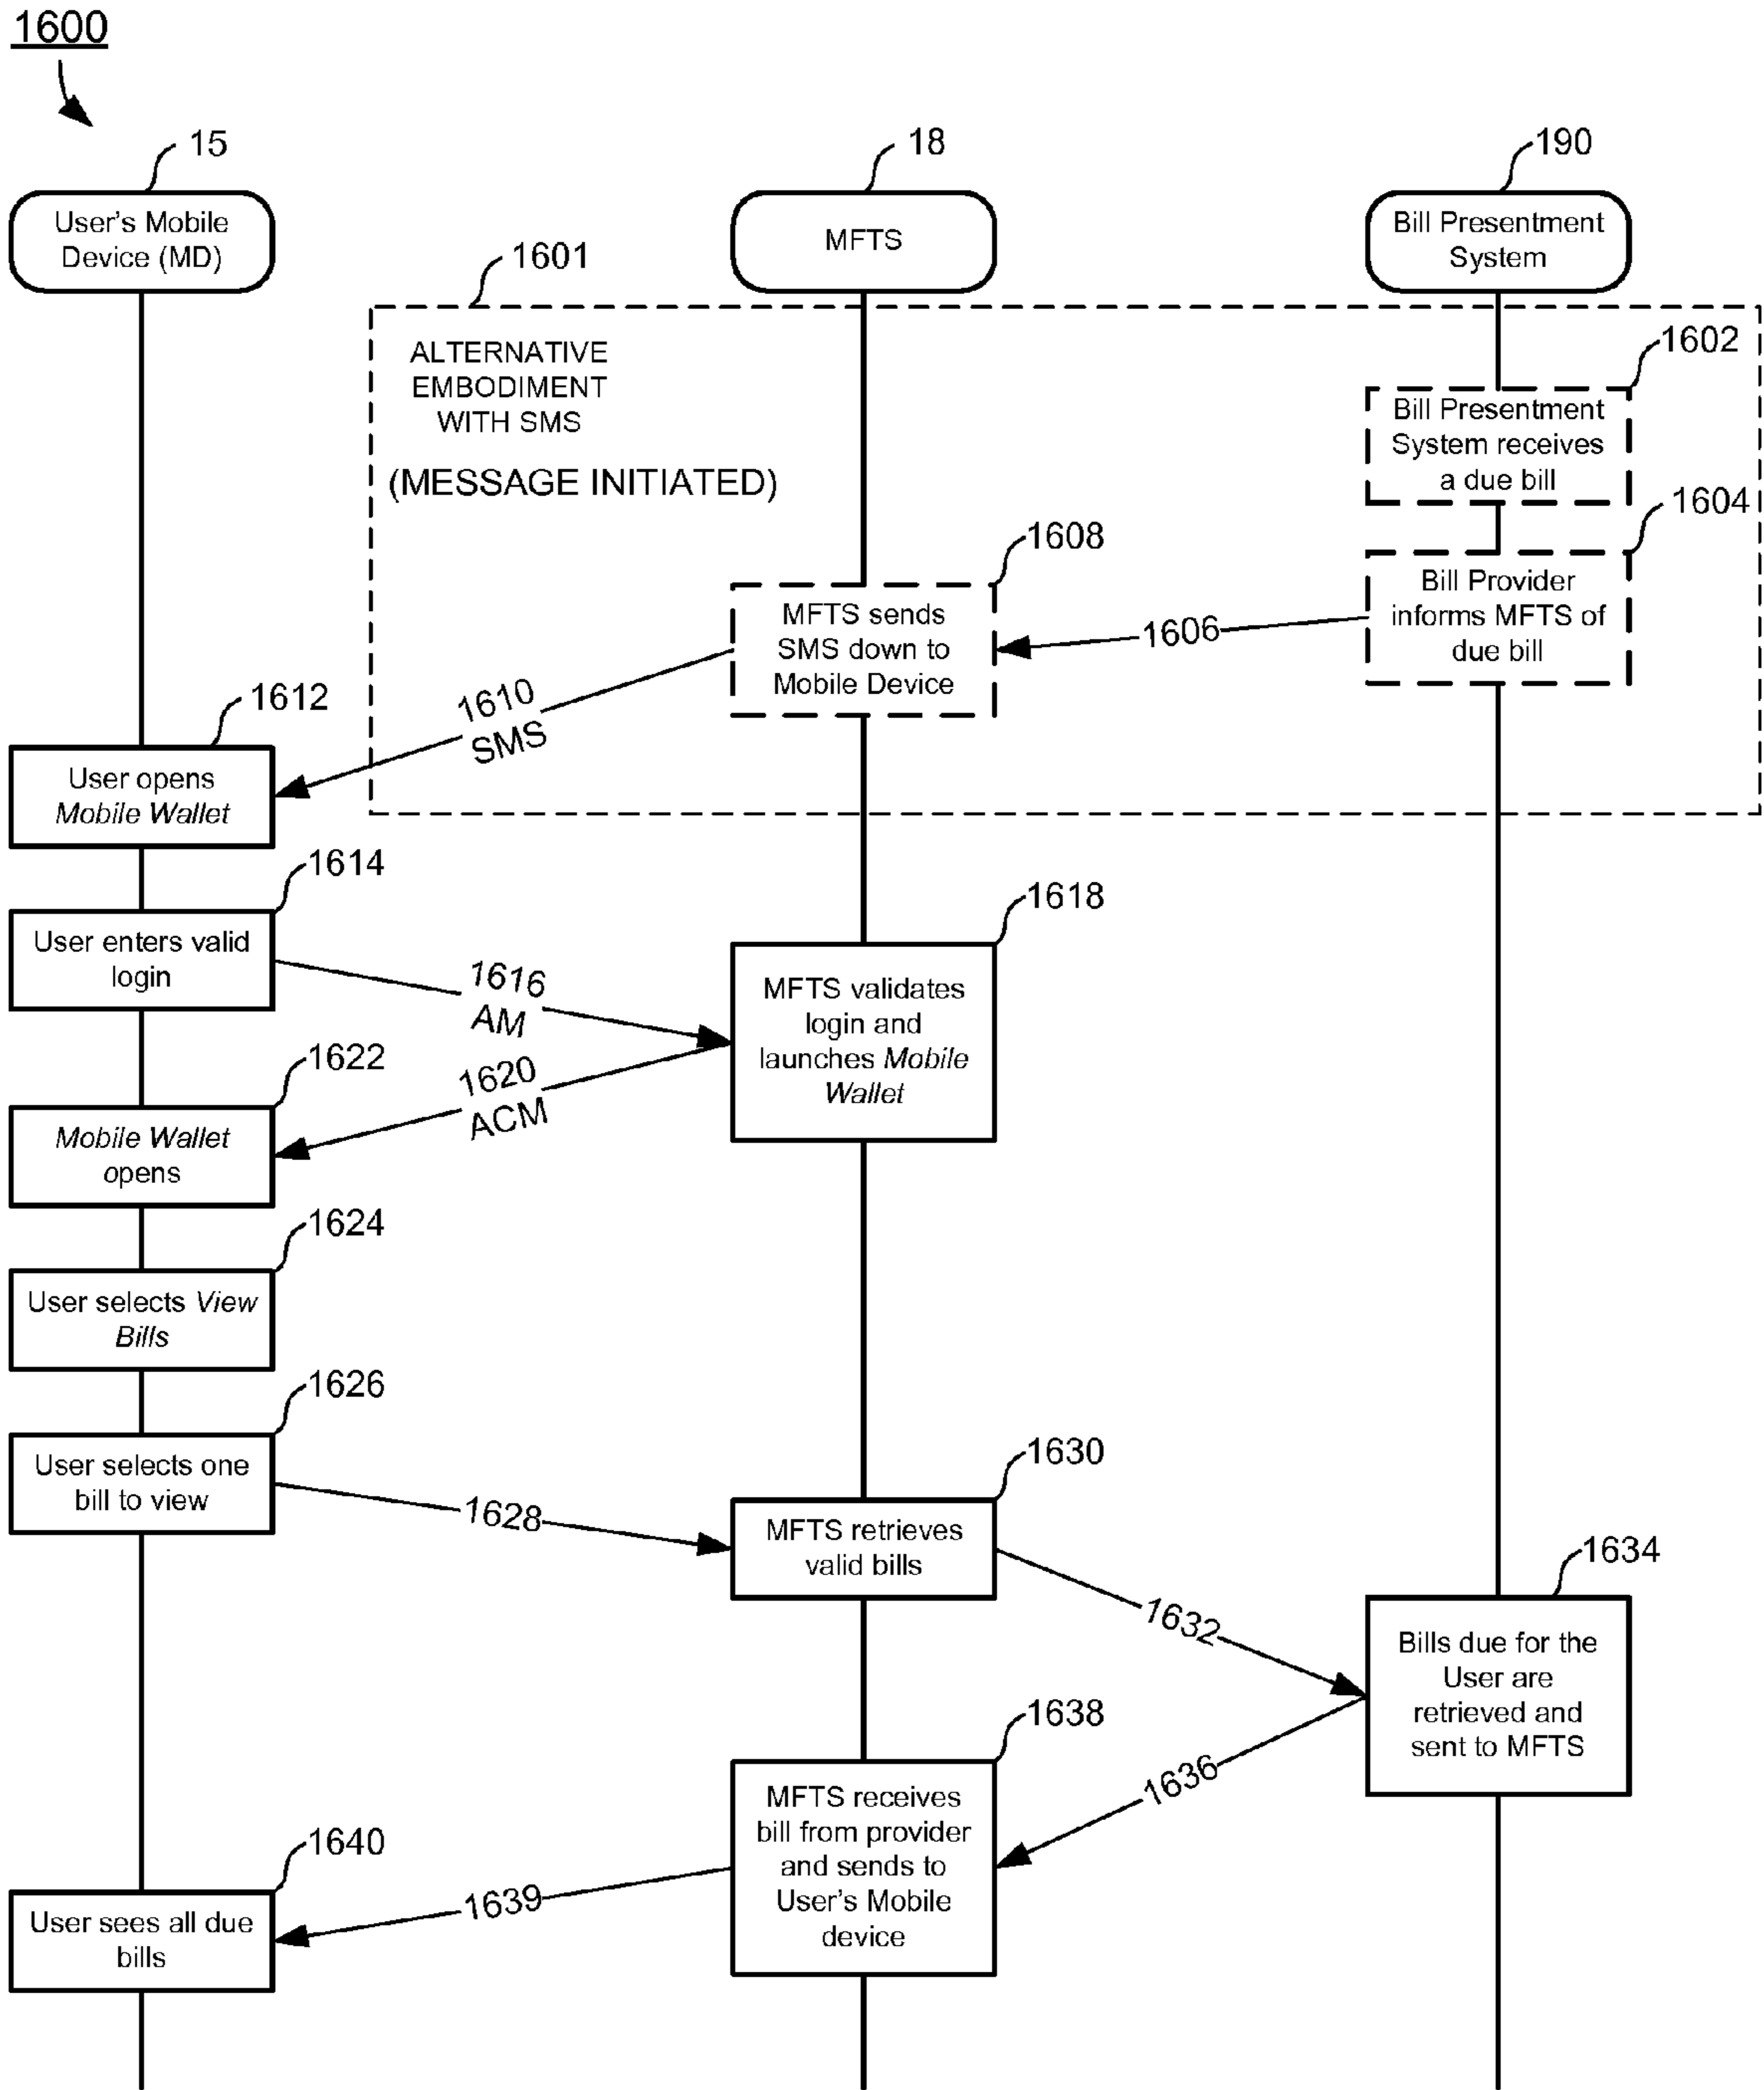 1600
15
18
190
User's Mobile
Device (MD)
MFTS
Bill Presentment
System
1601
ALTERNATIVE
EMBODIMENT
WITH SMS
(MESSAGE INITIATED)
1602
Bill Presentment
System receives
a due bill
1604
Bill Provider
informs MFTS of
due bill
1606
1608
MFTS sends
SMS down to
Mobile Device
1610
SMS
1612
User opens
Mobile Wallet
1614
User enters valid
login
1616
AM
1618
MFTS validates
login and
launches Mobile
Wallet
1620
ACM
1622
Mobile Wallet
opens
1624
User selects View
Bills
1626
User selects one
bill to view
1628
1630
MFTS retrieves
valid bills
1632
1634
Bills due for the
User are
retrieved and
sent to MFTS
1636
1638
MFTS receives
bill from provider
and sends to
User's Mobile
device
1639
1640
User sees all due
bills